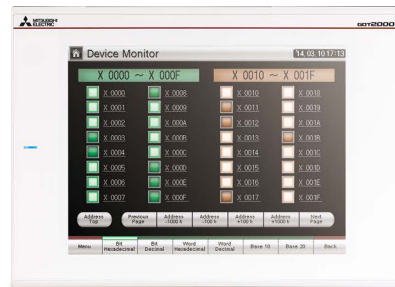 MITSUBISHI
ELECTRIC
GOT2000
Device Monitor
14.03.10 17:13
X 0000 ~ X 000F
X 0010 ~ X 001F
X 0000
X 0008
X 0010
X 0018
X 0001
X 0009
X 0011
X 0019
X 0002
X 000A
X 0012
X 001A
X 0003
X 000B
X 0013
X 001B
X 0004
X 000C
X 0014
X 001C
X 0005
X 000D
X 0015
X 001D
X 0006
X 000E
X 0016
X 001E
X 0007
X 000F
X 0017
X 001F
Address
Top
Previous
Page
Address
-1000 h
Address
-100 h
Address
+100 h
Address
+1000 h
Next
Page
Menu
Bit
Hexadecimal
Bit
Decimal
Word
Hexadecimal
Word
Decimal
Base 10
Base 20
Back